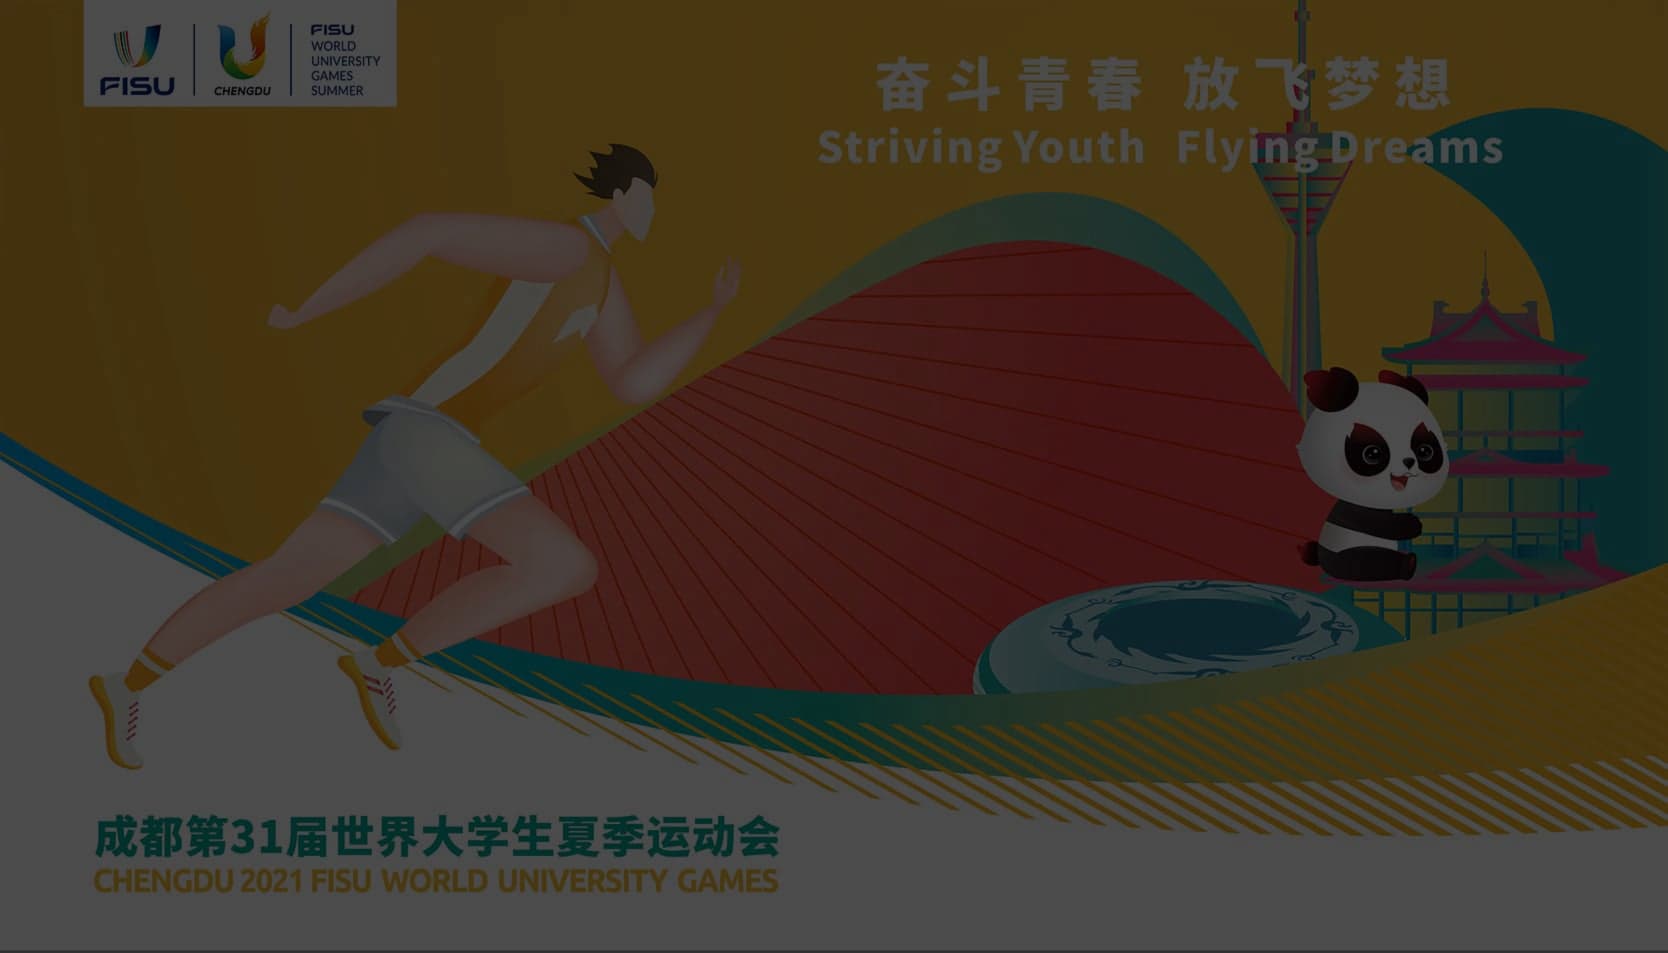 FISU
CHENGDU
FISU
WORLD
UNIVERSITY
GAMES
SUMMER
奋斗青春 放飞梦想
Striving Youth Flying Dreams
成都第31届世界大学生夏季运动会
CHENGDU 2021 FISU WORLD UNIVERSITY GAMES